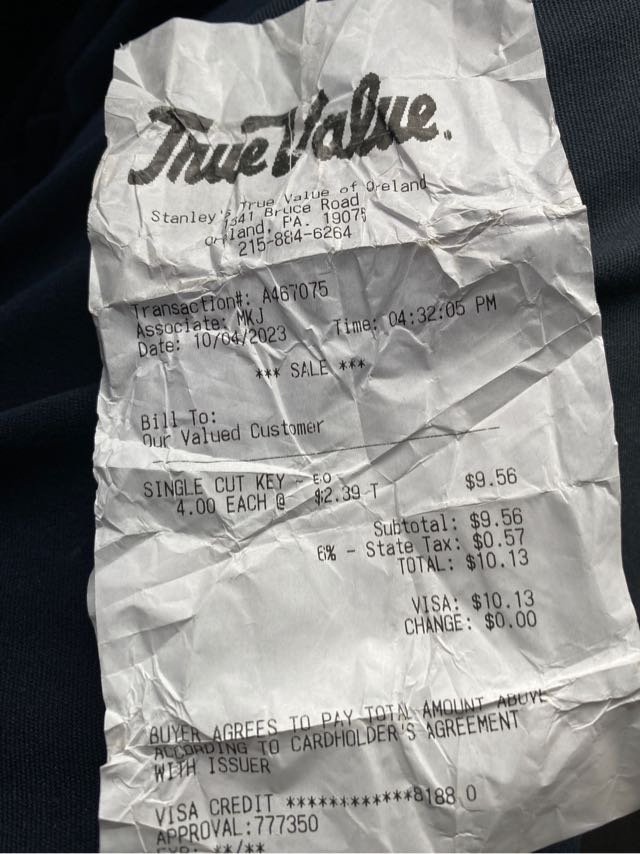 True Value.
Stanley's True Value of Oreland
1541 Bruce Road
Oreland, PA. 19075
215-884-6264
Transaction#: A467075
Associate: MKJ
Date: 10/04/2023 Time: 04:32:05 PM
*** SALE ***
Bill To:
Our Valued Customer
SINGLE CUT KEY - EO $9.56
4.00 EACH @ $2.39 T
Subtotal: $9.56
6% - State Tax: $0.57
TOTAL: $10.13
VISA: $10.13
CHANGE: $0.00
BUYER AGREES TO PAY TOTAL AMOUNT ABOVE
ACCORDING TO CARDHOLDER'S AGREEMENT
WITH ISSUER
VISA CREDIT ************8188 0
APPROVAL:777350
EXP: **/**